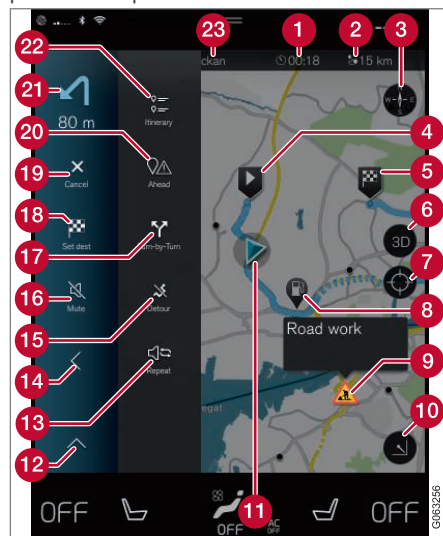 22
23
1
2
3
ckan
00:18
15 km
W
E
21
80 m
Itinerary
20
4
19
Cancel
Ahead
5
18
Set dest
17
Turn-by-Turn
6
3D
7
16
Mute
15
Detour
8
Road work
14
13
Repeat
9
egat
12
11
10
OFF
OFF
AC
OFF
OFF
G063256